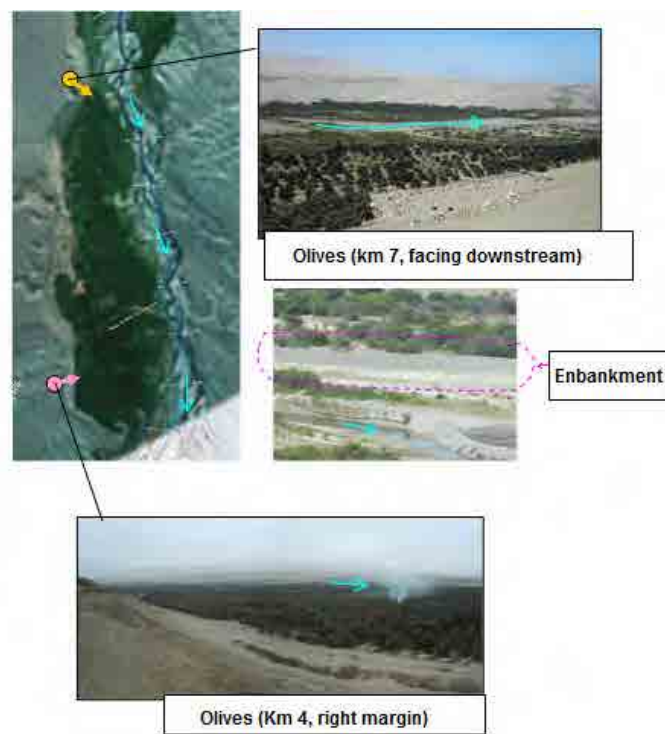 Olives (km 7, facing downstream)
Enbankment
Olives (Km 4, right margin)